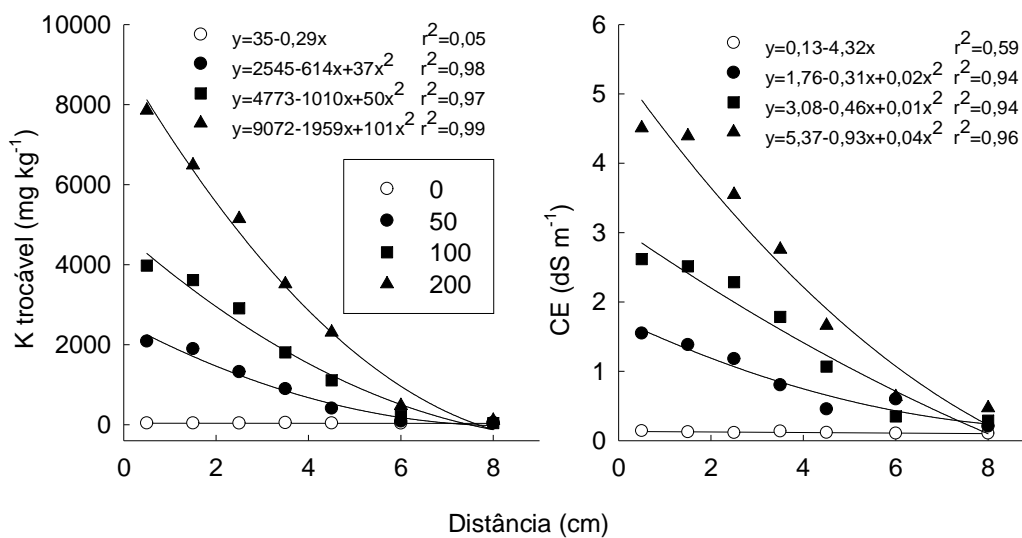 10000
8000
6000
4000
2000
0
K trocável (mg kg⁻¹)
0 2 4 6 8
y=35-0,29x r²=0,05
y=2545-614x+37x² r²=0,98
y=4773-1010x+50x² r²=0,97
y=9072-1959x+101x² r²=0,99
0
50
100
200
6
5
4
3
2
1
0
CE (dS m⁻¹)
0 2 4 6 8
y=0,13-4,32x r²=0,59
y=1,76-0,31x+0,02x² r²=0,94
y=3,08-0,46x+0,01x² r²=0,94
y=5,37-0,93x+0,04x² r²=0,96
Distância (cm)